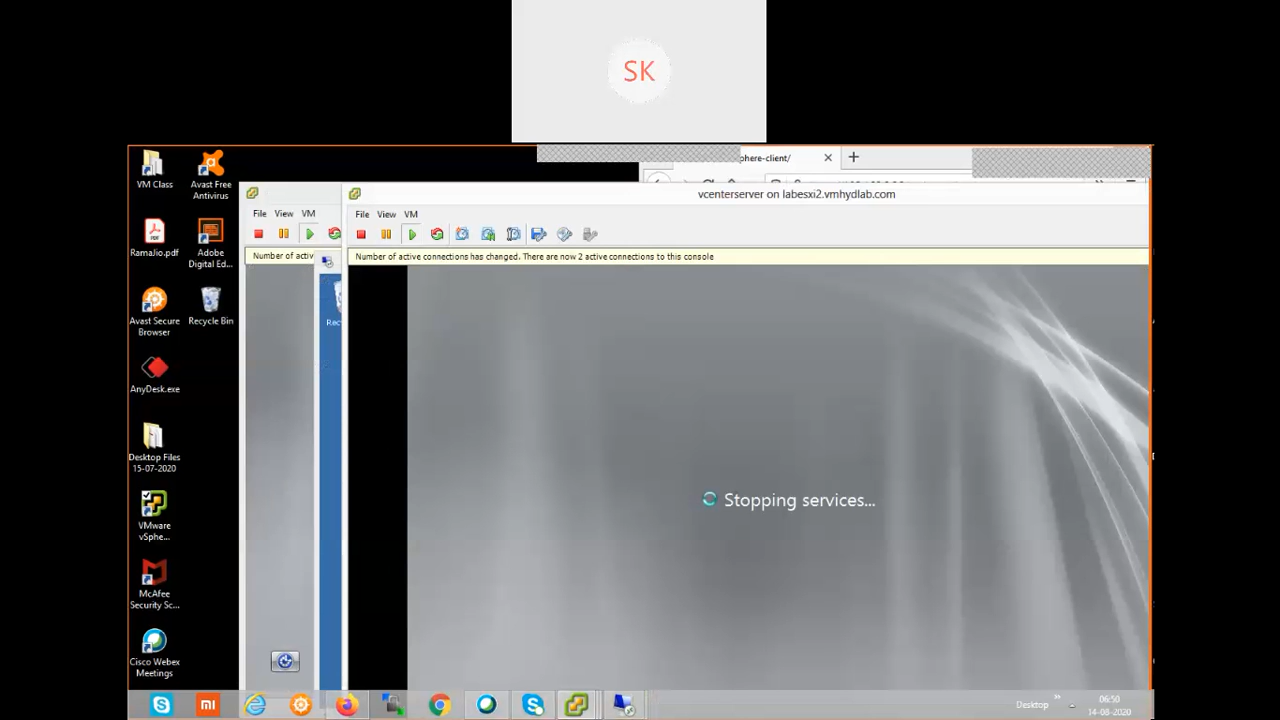 SK
phere-client/
VM Class
Avast Free
Antivirus
vcenterserver on labesxi2.vmhydlab.com
File View VM
File View VM
RamaJio.pdf
Adobe
Digital Ed...
Number of activ
Number of active connections has changed. There are now 2 active connections to this console
Avast Secure
Browser
Recycle Bin
Rec
AnyDesk.exe
Desktop Files
15-07-2020
Stopping services...
VMware
vSphe...
McAfee
Security Sc...
Cisco Webex
Meetings
Desktop
06:50
14-08-2020